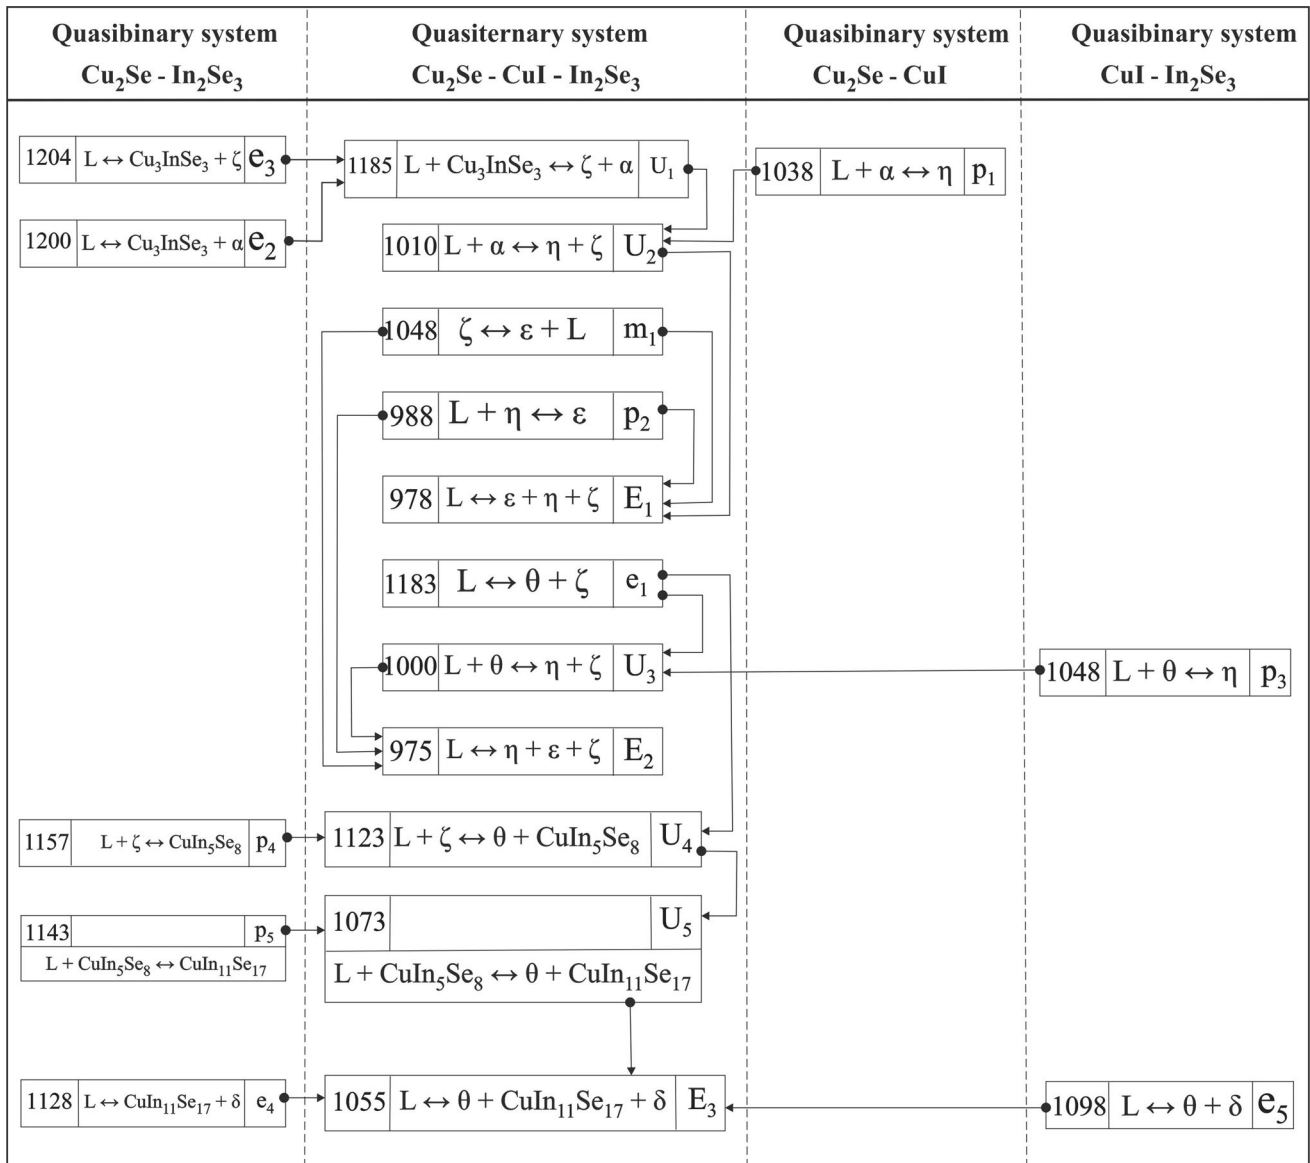 Quasibinary system
Cu₂Se - In₂Se₃
Quasiternary system
Cu₂Se - CuI - In₂Se₃
Quasibinary system
Cu₂Se - CuI
Quasibinary system
CuI - In₂Se₃
1204 L ↔ Cu₃InSe₃ + ζ e₃
1185 L + Cu₃InSe₃ ↔ ζ + α U₁
1038 L + α ↔ η p₁
1200 L ↔ Cu₃InSe₃ + α e₂
1010 L + α ↔ η + ζ U₂
1048 ζ ↔ ε + L m₁
988 L + η ↔ ε p₂
978 L ↔ ε + η + ζ E₁
1183 L ↔ θ + ζ e₁
1000 L + θ ↔ η + ζ U₃
1048 L + θ ↔ η p₃
975 L ↔ η + ε + ζ E₂
1157 L + ζ ↔ CuIn₅Se₈ p₄
1123 L + ζ ↔ θ + CuIn₅Se₈ U₄
1143 p₅
L + CuIn₅Se₈ ↔ CuIn₁₁Se₁₇
1073 U₅
L + CuIn₅Se₈ ↔ θ + CuIn₁₁Se₁₇
1128 L ↔ CuIn₁₁Se₁₇ + δ e₄
1055 L ↔ θ + CuIn₁₁Se₁₇ + δ E₃
1098 L ↔ θ + δ e₅